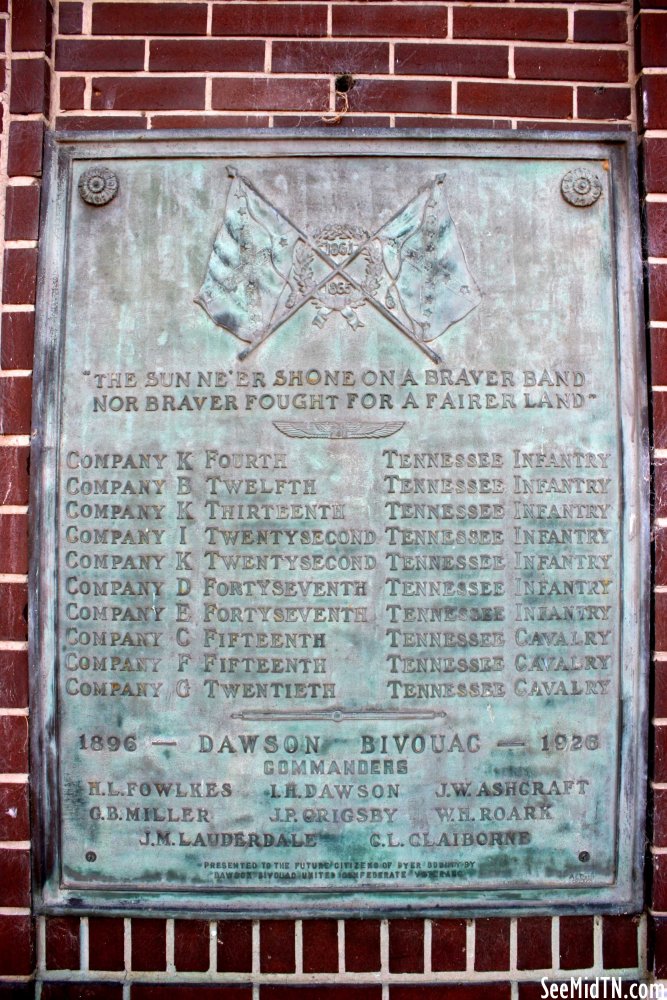 1861
1865
"THE SUN NE'ER SHONE ON A BRAVER BAND
NOR BRAVER FOUGHT FOR A FAIRER LAND"
COMPANY K FOURTH TENNESSEE INFANTRY
COMPANY B TWELFTH TENNESSEE INFANTRY
COMPANY K THIRTEENTH TENNESSEE INFANTRY
COMPANY I TWENTYSECOND TENNESSEE INFANTRY
COMPANY K TWENTYSECOND TENNESSEE INFANTRY
COMPANY D FORTYSEVENTH TENNESSEE INFANTRY
COMPANY E FORTYSEVENTH TENNESSEE INFANTRY
COMPANY C FIFTEENTH TENNESSEE CAVALRY
COMPANY F FIFTEENTH TENNESSEE CAVALRY
COMPANY G TWENTIETH TENNESSEE CAVALRY
1896 — DAWSON BIVOUAC — 1926
COMMANDERS
H.L. FOWLKES I.H. DAWSON J.W. ASHCRAFT
G.B. MILLER J.P. GRIGSBY W.H. ROARK
J.M. LAUDERDALE C.L. CLAIBORNE
PRESENTED TO THE FUTURE CITIZENS OF DYER COUNTY BY
DAWSON BIVOUAC UNITED CONFEDERATE VETERANS
SeeMidTN.com